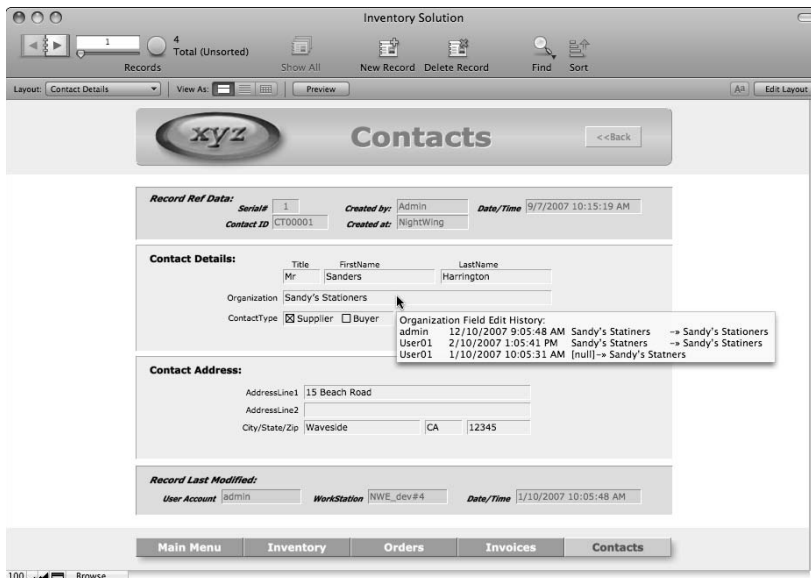 Inventory Solution
1
4
Total (Unsorted)
Records
Show All
New Record
Delete Record
Find
Sort
Layout: Contact Details
View As:
Preview
Aa
Edit Layout
xyz
Contacts
<<Back
Record Ref Data:
Serial# 1 Created by: Admin Date/Time 9/7/2007 10:15:19 AM
Contact ID CT00001 Created at: NightWing
Contact Details:
Title FirstName LastName
Mr Sanders Harrington
Organization Sandy's Stationers
ContactType Supplier Buyer
Organization Field Edit History:
admin 12/10/2007 9:05:48 AM Sandy's Statiners -» Sandy's Stationers
User01 2/10/2007 1:05:41 PM Sandy's Statners -» Sandy's Statiners
User01 1/10/2007 10:05:31 AM [null]-» Sandy's Statners
Contact Address:
AddressLine1 15 Beach Road
AddressLine2
City/State/Zip Waveside CA 12345
Record Last Modified:
User Account admin WorkStation NWE_dev#4 Date/Time 1/10/2007 10:05:48 AM
Main Menu Inventory Orders Invoices Contacts
100 Browse